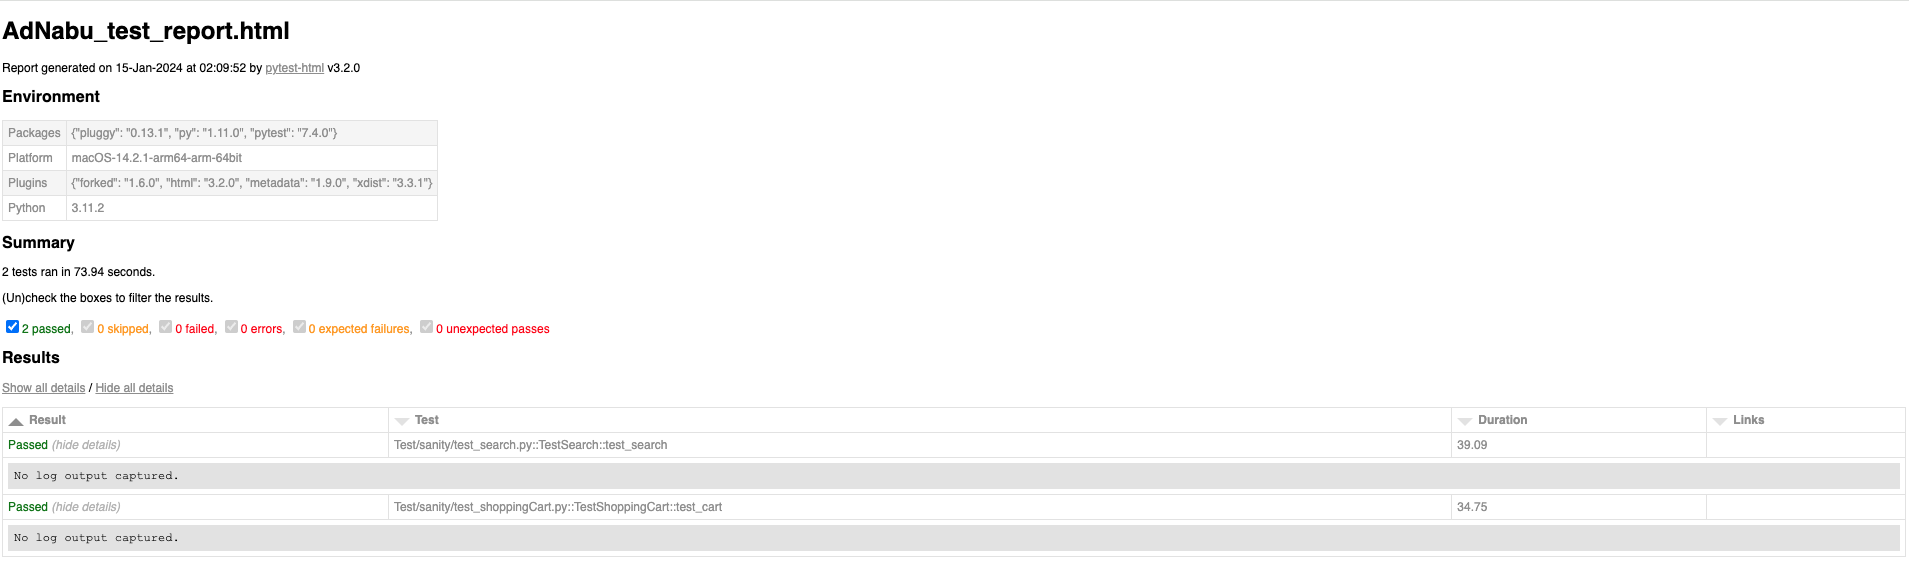 AdNabu_test_report.html
Report generated on 15-Jan-2024 at 02:09:52 by pytest-html v3.2.0
Environment
Packages {"pluggy": "0.13.1", "py": "1.11.0", "pytest": "7.4.0"}
Platform macOS-14.2.1-arm64-arm-64bit
Plugins {"forked": "1.6.0", "html": "3.2.0", "metadata": "1.9.0", "xdist": "3.3.1"}
Python 3.11.2
Summary
2 tests ran in 73.94 seconds.
(Un)check the boxes to filter the results.
2 passed, 0 skipped, 0 failed, 0 errors, 0 expected failures, 0 unexpected passes
Results
Show all details / Hide all details
Result Test Duration Links
Passed (hide details) Test/sanity/test_search.py::TestSearch::test_search 39.09
No log output captured.
Passed (hide details) Test/sanity/test_shoppingCart.py::TestShoppingCart::test_cart 34.75
No log output captured.